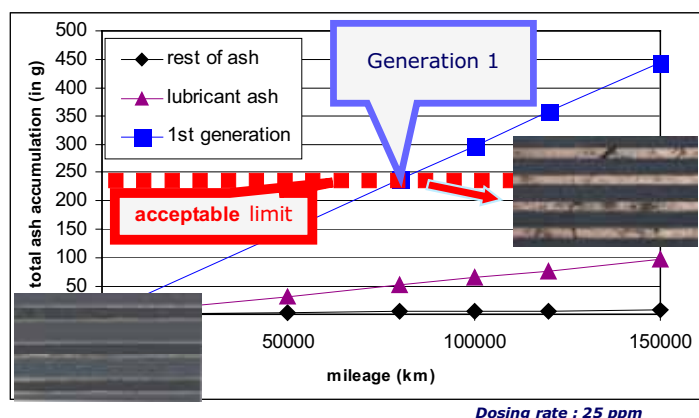 500
450
400
350
300
250
200
150
100
50
total ash accumulation (in g)
rest of ash
lubricant ash
1st generation
Generation 1
acceptable limit
50000
100000
150000
mileage (km)
Dosing rate : 25 ppm